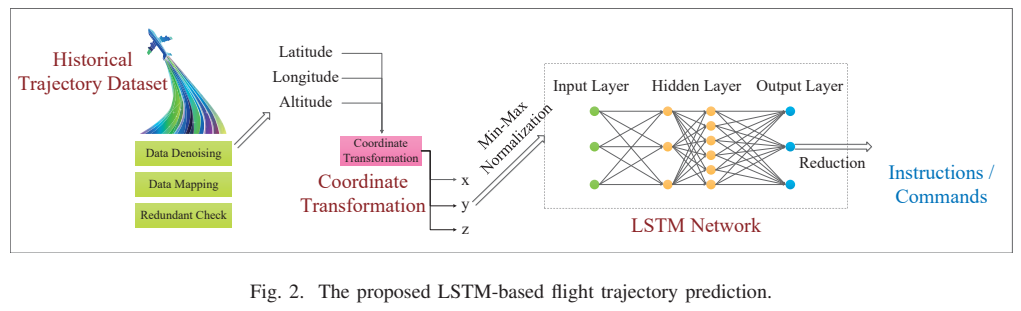 Historical
Trajectory Dataset
Data Denoising
Data Mapping
Redundant Check
Latitude
Longitude
Altitude
Coordinate
Transformation
Coordinate
Transformation
x
y
z
Min-Max
Normalization
Input Layer
Hidden Layer
Output Layer
LSTM Network
Reduction
Instructions /
Commands
Fig. 2. The proposed LSTM-based flight trajectory prediction.